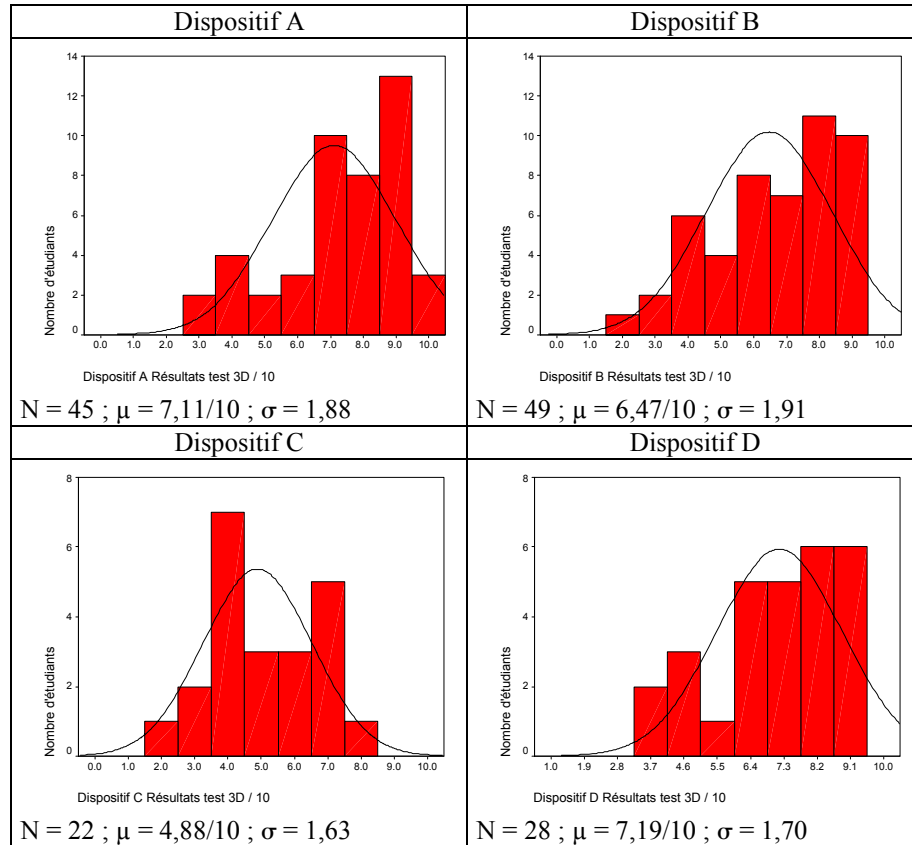 Dispositif A
Dispositif B
14
12
10
8
6
4
2
0
Nombre d'étudiants
0.0 1.0 2.0 3.0 4.0 5.0 6.0 7.0 8.0 9.0 10.0
Dispositif A Résultats test 3D / 10
N = 45 ; µ = 7,11/10 ; σ = 1,88
14
12
10
8
6
4
2
0
Nombre d'étudiants
0.0 1.0 2.0 3.0 4.0 5.0 6.0 7.0 8.0 9.0 10.0
Dispositif B Résultats test 3D / 10
N = 49 ; µ = 6,47/10 ; σ = 1,91
Dispositif C
Dispositif D
8
6
4
2
0
Nombre d'étudiants
0.0 1.0 2.0 3.0 4.0 5.0 6.0 7.0 8.0 9.0 10.0
Dispositif C Résultats test 3D / 10
N = 22 ; µ = 4,88/10 ; σ = 1,63
8
6
4
2
0
Nombre d'étudiants
1.0 1.9 2.8 3.7 4.6 5.5 6.4 7.3 8.2 9.1 10.0
Dispositif D Résultats test 3D / 10
N = 28 ; µ = 7,19/10 ; σ = 1,70